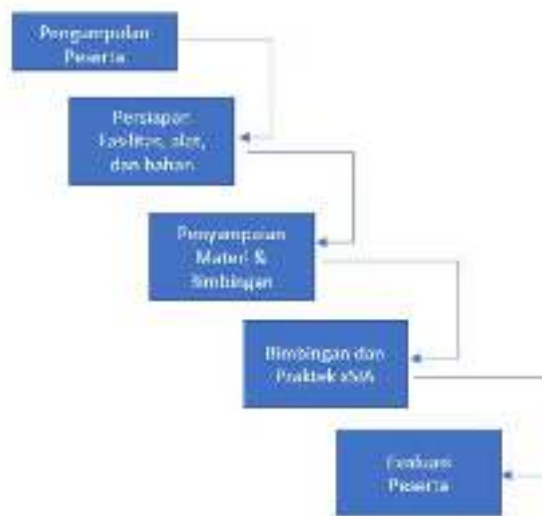 Pengumpulan
Peserta
Persiapan
Fasilitas, alat,
dan bahan
Penyampaian
Materi &
Bimbingan
Bimbingan dan
Praktek
Evaluasi
Peserta